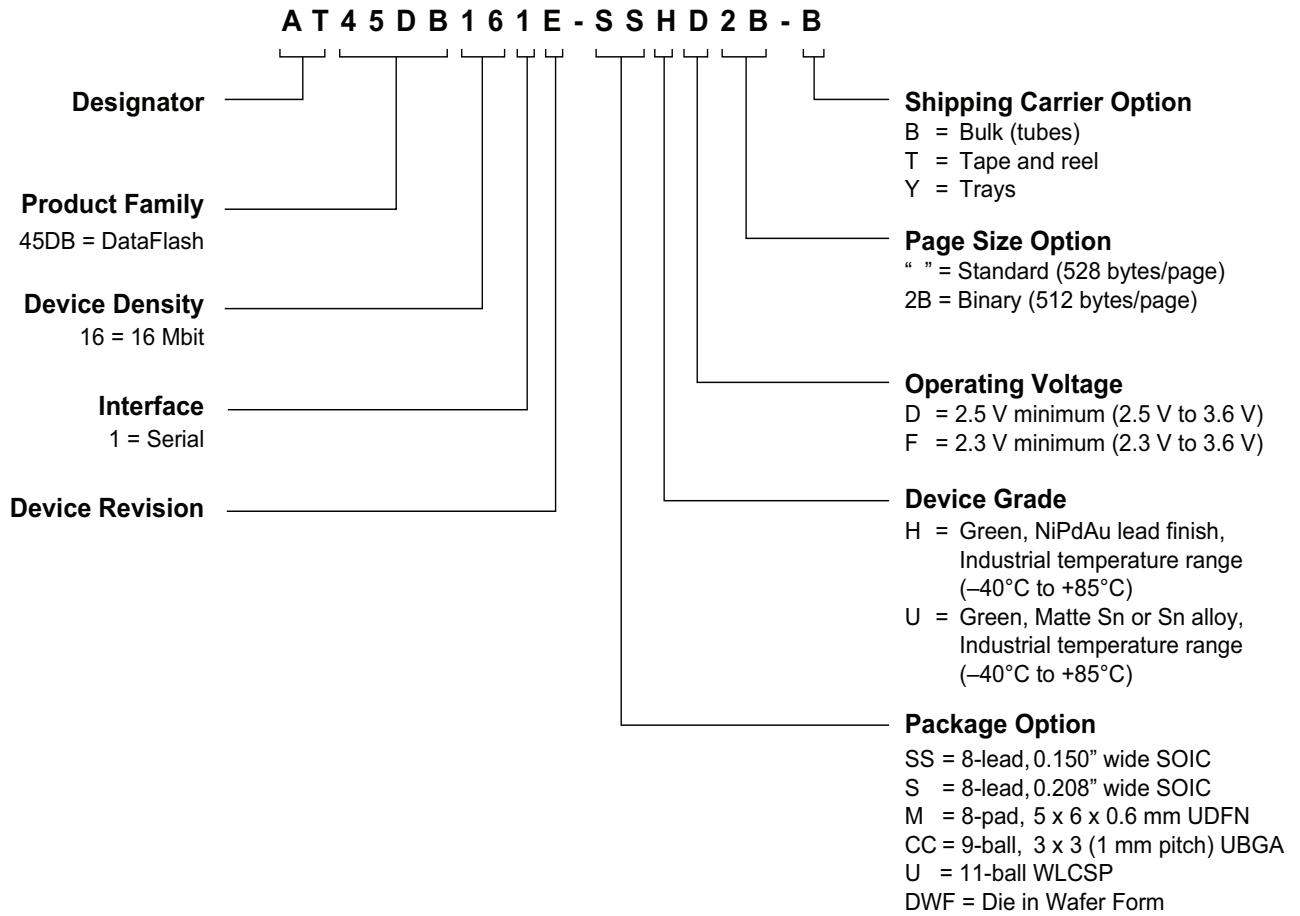 AT45DB161E-SSHD2B-B
Designator
Product Family
45DB = DataFlash
Device Density
16 = 16 Mbit
Interface
1 = Serial
Device Revision
Shipping Carrier Option
B = Bulk (tubes)
T = Tape and reel
Y = Trays
Page Size Option
“ ” = Standard (528 bytes/page)
2B = Binary (512 bytes/page)
Operating Voltage
D = 2.5 V minimum (2.5 V to 3.6 V)
F = 2.3 V minimum (2.3 V to 3.6 V)
Device Grade
H = Green, NiPdAu lead finish,
Industrial temperature range
(–40°C to +85°C)
U = Green, Matte Sn or Sn alloy,
Industrial temperature range
(–40°C to +85°C)
Package Option
SS = 8-lead, 0.150” wide SOIC
S = 8-lead, 0.208” wide SOIC
M = 8-pad, 5 x 6 x 0.6 mm UDFN
CC = 9-ball, 3 x 3 (1 mm pitch) UBGA
U = 11-ball WLCSP
DWF = Die in Wafer Form